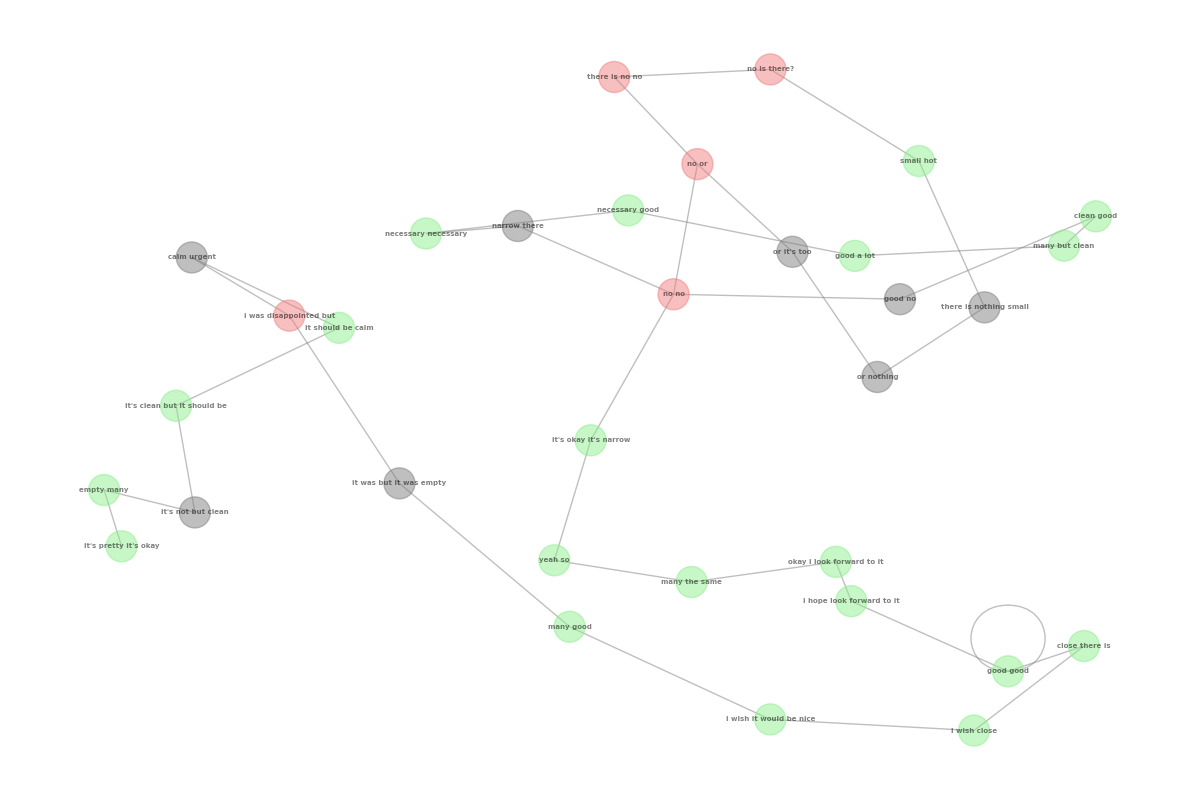 no is there?
there is no no
small hot
no or
necessary good
clean good
narrow there
necessary necessary
many but clean
or it's too
good a lot
calm urgent
no no
good no
there is nothing small
I was disappointed but
It should be calm
or nothing
It's clean but it should be
It's okay it's narrow
It was but it was empty
empty many
It's not but clean
It's pretty it's okay
yeah so
okay I look forward to it
many the same
I hope look forward to it
many good
close there is
good good
I wish it would be nice
I wish close